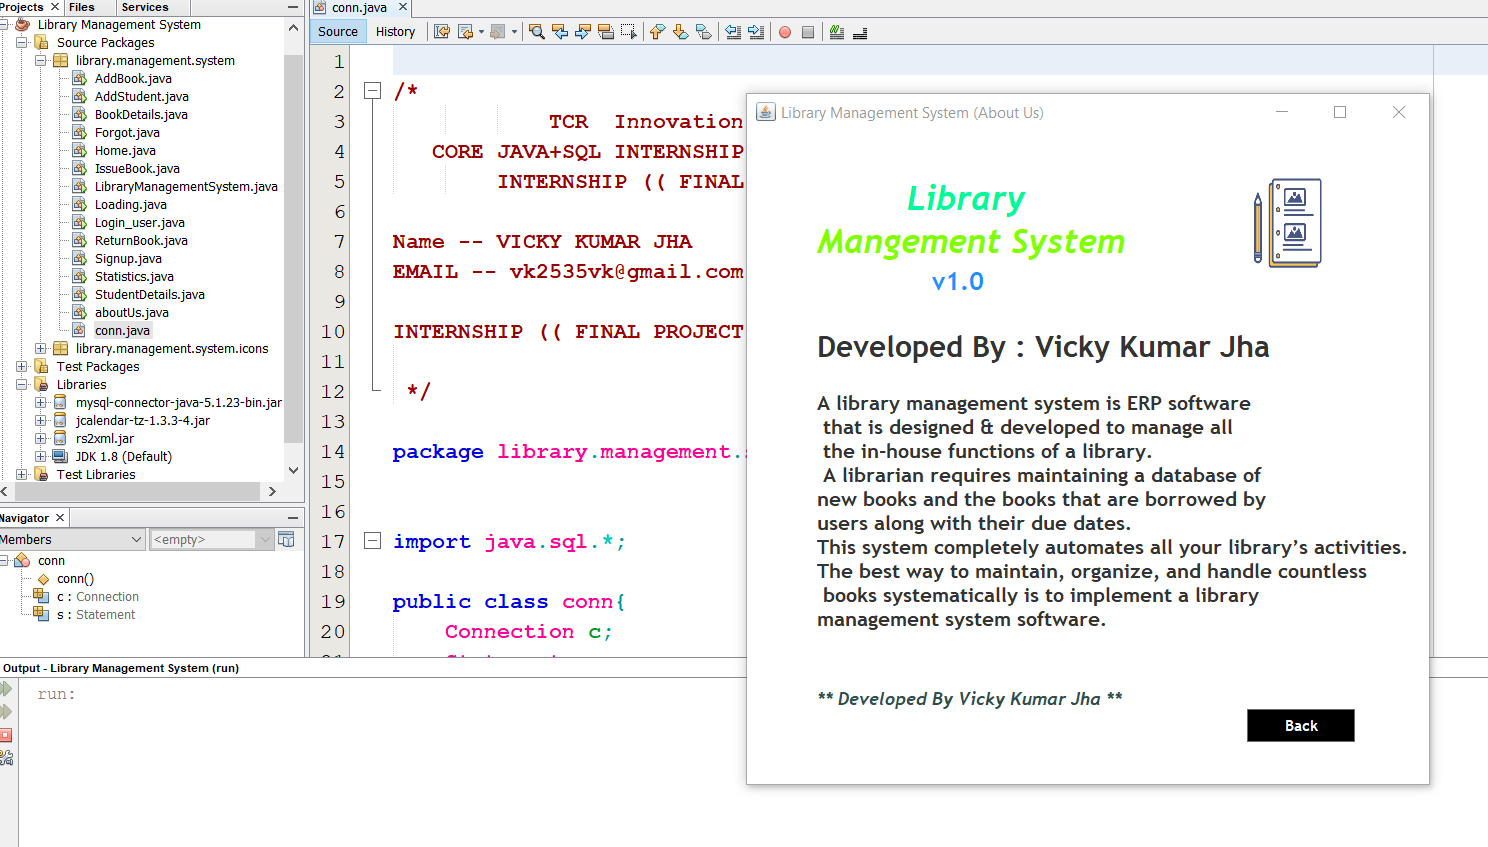 Projects
Files
Services
Library Management System
Source Packages
library.management.system
AddBook.java
AddStudent.java
BookDetails.java
Forgot.java
Home.java
IssueBook.java
LibraryManagementSystem.java
Loading.java
Login_user.java
ReturnBook.java
Signup.java
Statistics.java
StudentDetails.java
aboutUs.java
conn.java
library.management.system.icons
Test Packages
Libraries
mysql-connector-java-5.1.23-bin.jar
jcalendar-tz-1.3.3-4.jar
rs2xml.jar
JDK 1.8 (Default)
Test Libraries
Navigator
Members
<empty>
conn
conn()
c : Connection
s : Statement
conn.java
Source History
1
2 /*
3 TCR Innovation
4 CORE JAVA+SQL INTERNSHIP
5 INTERNSHIP (( FINAL
6
7 Name -- VICKY KUMAR JHA
8 EMAIL -- vk2535vk@gmail.com
9
10 INTERNSHIP (( FINAL PROJECT
11
12 */
13
14 package library.management.
15
16
17 import java.sql.*;
18
19 public class conn{
20 Connection c;
Library Management System (About Us)
Library
Mangement System
v1.0
Developed By : Vicky Kumar Jha
A library management system is ERP software
that is designed & developed to manage all
the in-house functions of a library.
A librarian requires maintaining a database of
new books and the books that are borrowed by
users along with their due dates.
This system completely automates all your library’s activities.
The best way to maintain, organize, and handle countless
books systematically is to implement a library
management system software.
** Developed By Vicky Kumar Jha **
Back
Output - Library Management System (run)
run: